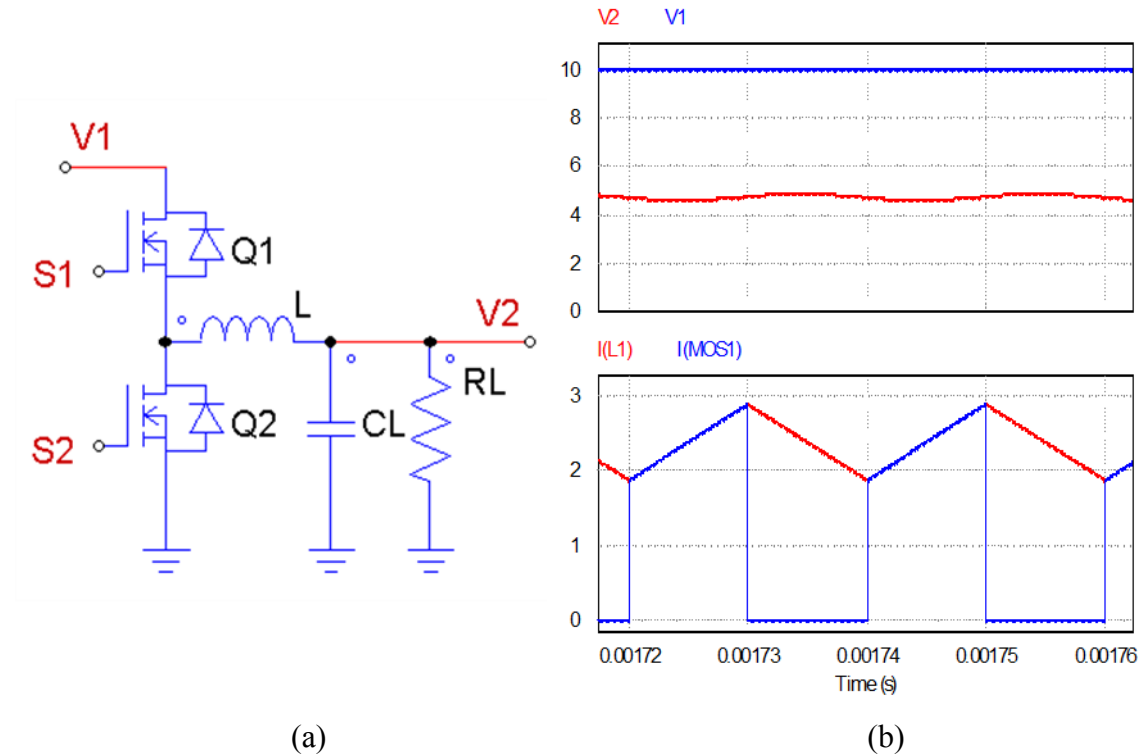 V2 V1
10
8
6
4
2
0
I(L1) I(MOS1)
3
2
1
0
0.00172 0.00173 0.00174 0.00175 0.00176
Time (s)
V1
S1
Q1
L
V2
S2
Q2
CL
RL
(a) (b)